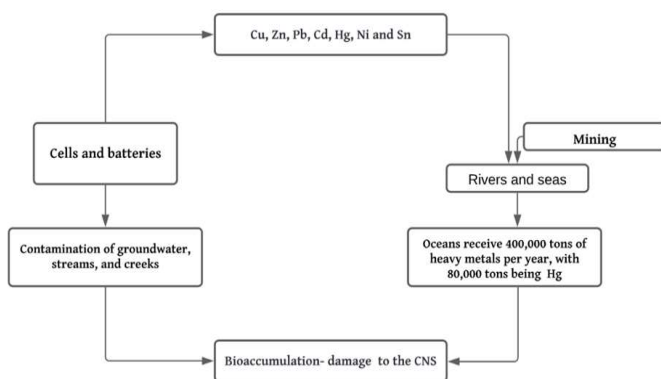 Cu, Zn, Pb, Cd, Hg, Ni and Sn
Mining
Cells and batteries
Rivers and seas
Contamination of groundwater,
streams, and creeks
Oceans receive 400,000 tons of
heavy metals per year, with
80,000 tons being Hg
Bioaccumulation- damage to the CNS